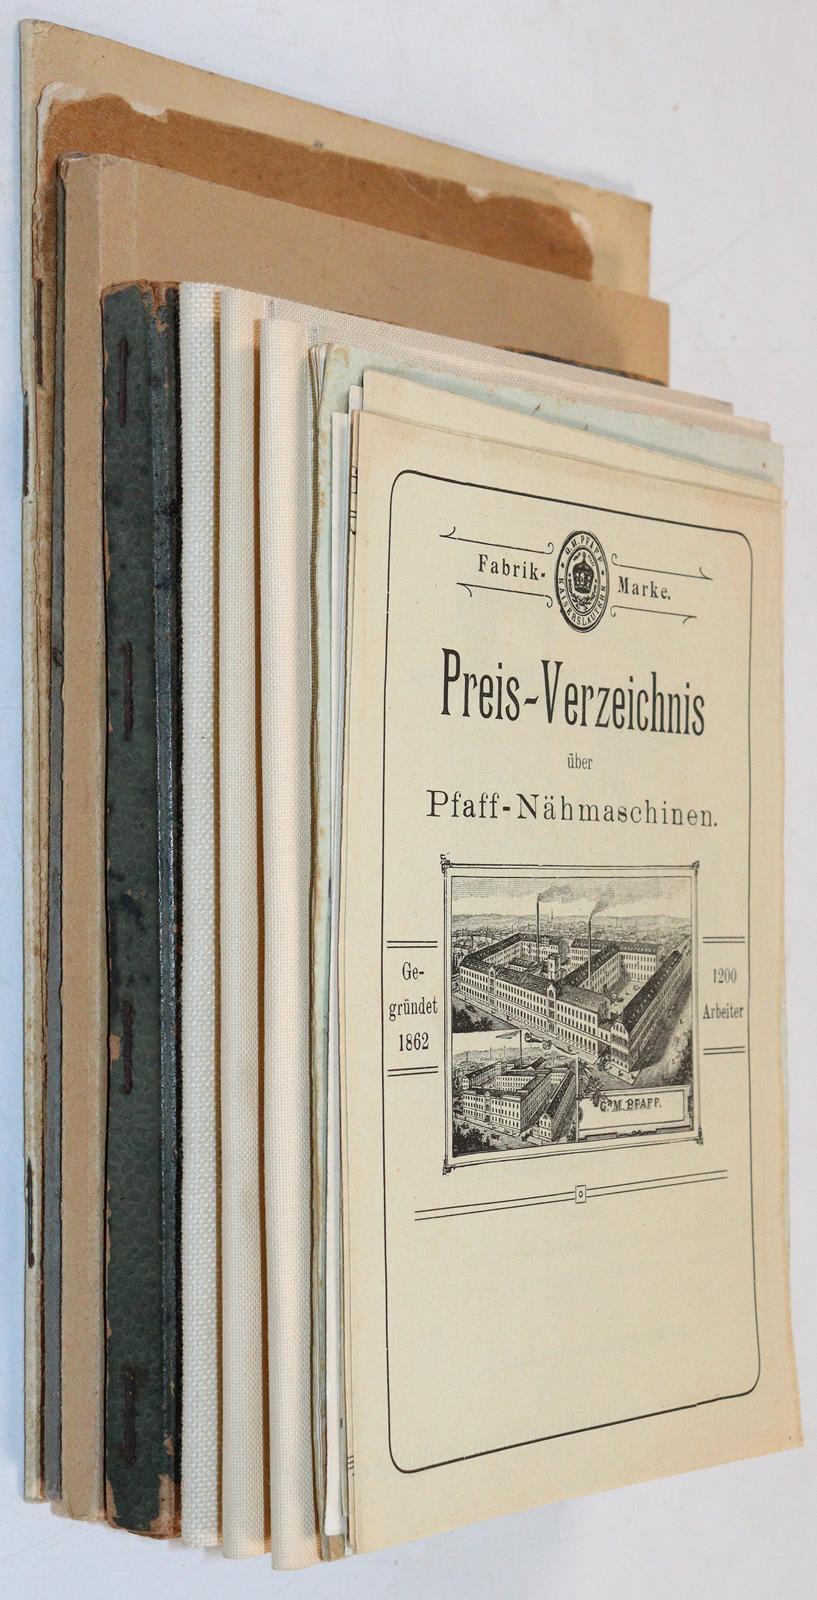 Fabrik-
G. M. PFAFF
KAISERSLAUTERN
Marke.
Preis-Verzeichnis
über
Pfaff-Nähmaschinen.
Ge-
gründet
1862
1200
Arbeiter
G. M. PFAFF.